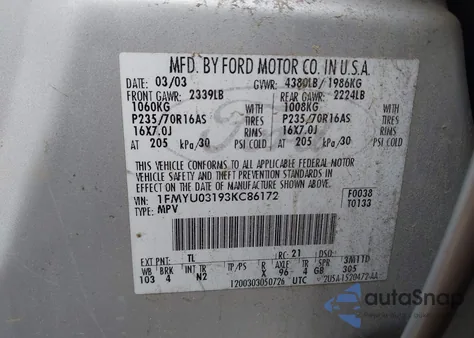 MFD. BY FORD MOTOR CO. IN U.S.A.
DATE: 03/03 GVWR: 4380LB/1986KG
FRONT GAWR: 2339LB REAR GAWR: 2224LB
1060KG WITH 1008KG WITH
P235/70R16AS TIRES P235/70R16AS TIRES
16X7.0J RIMS 16X7.0J RIMS
AT 205 kPa/30 PSI COLD AT 205 kPa/30 PSI COLD
THIS VEHICLE CONFORMS TO ALL APPLICABLE FEDERAL MOTOR
VEHICLE SAFETY AND THEFT PREVENTION STANDARDS IN EFFECT
ON THE DATE OF MANUFACTURE SHOWN ABOVE.
VIN: 1FMYU03193KC86172 F0038
TYPE: MPV T0133
EXT PNT: TL RC: 21 DSO:
WB BRK INT TR TP/PS R AXLE TR SPR
103 4 N2 X 96 4 GB 305
1200303050726 UTC
autoSnap